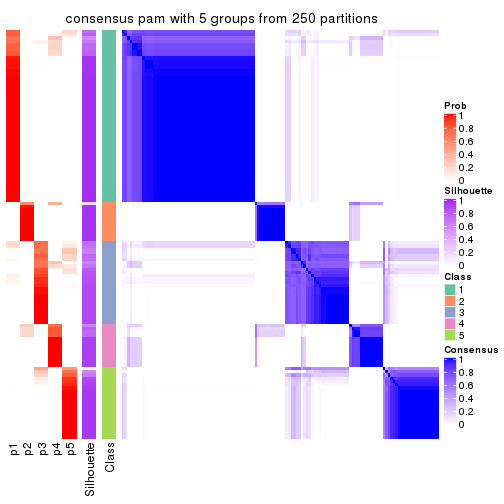 consensus pam with 5 groups from 250 partitions
Prob
1
0.8
0.6
0.4
0.2
0
Silhouette
1
0.8
0.6
0.4
0.2
0
Class
1
2
3
4
5
Consensus
1
0.8
0.6
0.4
0.2
0
p1
p2
p3
p4
p5
Silhouette
Class